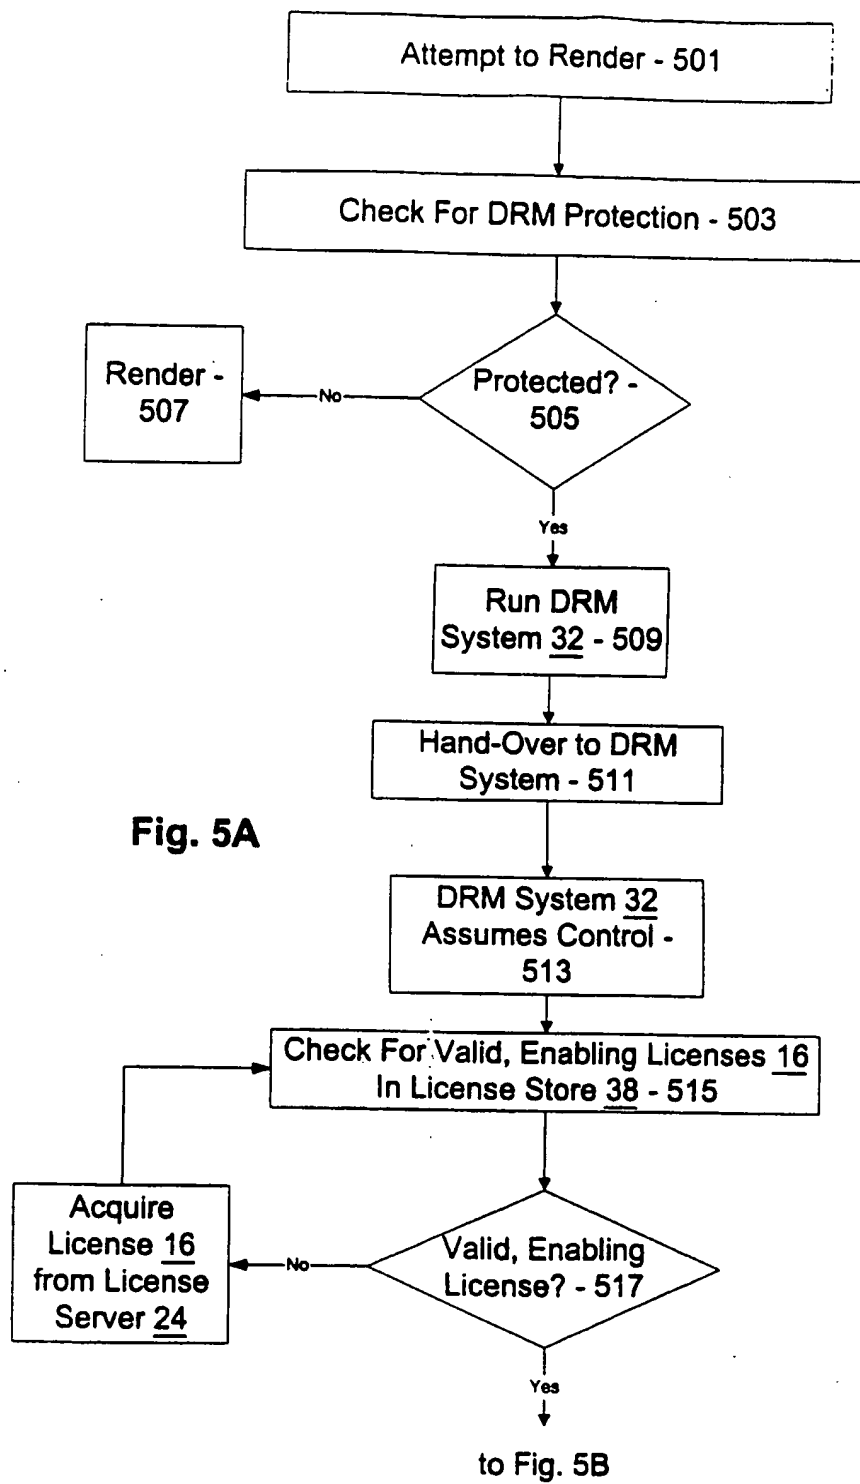 Attempt to Render - 501
Check For DRM Protection - 503
Render -
507
No
Protected? -
505
Yes
Run DRM
System 32 - 509
Hand-Over to DRM
System - 511
Fig. 5A
DRM System 32
Assumes Control -
513
Check For Valid, Enabling Licenses 16
In License Store 38 - 515
Acquire
License 16
from License
Server 24
No
Valid, Enabling
License? - 517
Yes
to Fig. 5B